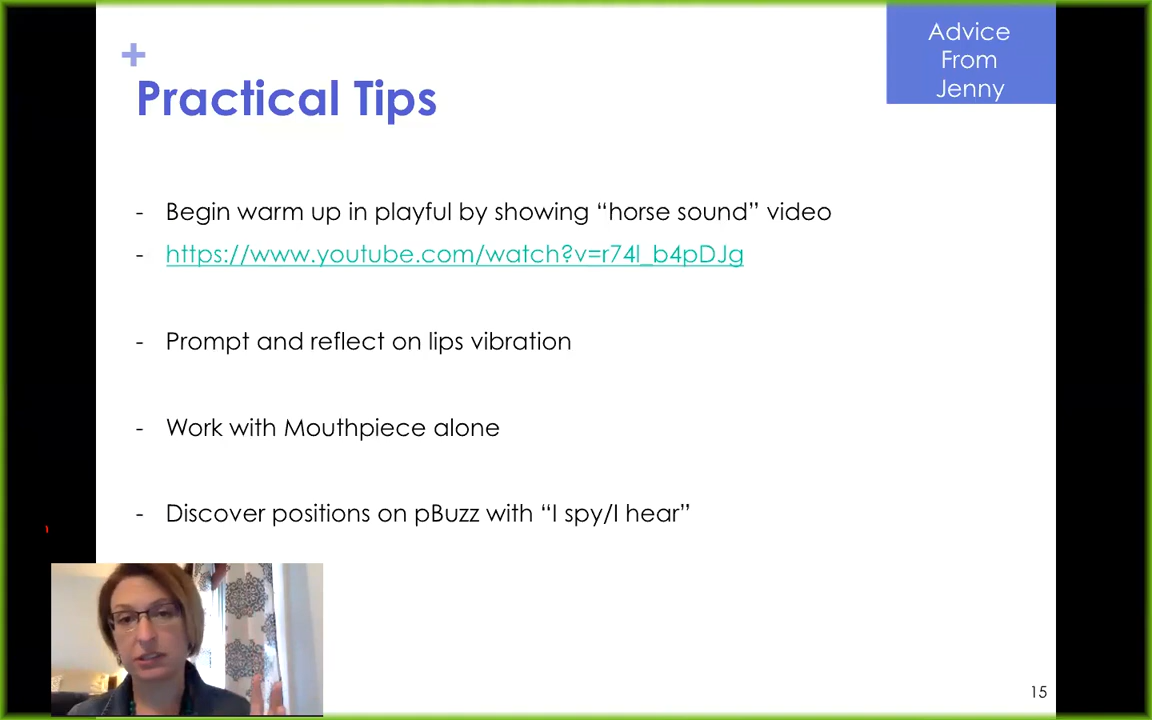 Advice
From
Jenny
+
Practical Tips
- Begin warm up in playful by showing “horse sound” video
- https://www.youtube.com/watch?v=r74I_b4pDJg
- Prompt and reflect on lips vibration
- Work with Mouthpiece alone
- Discover positions on pBuzz with “I spy/I hear”
15